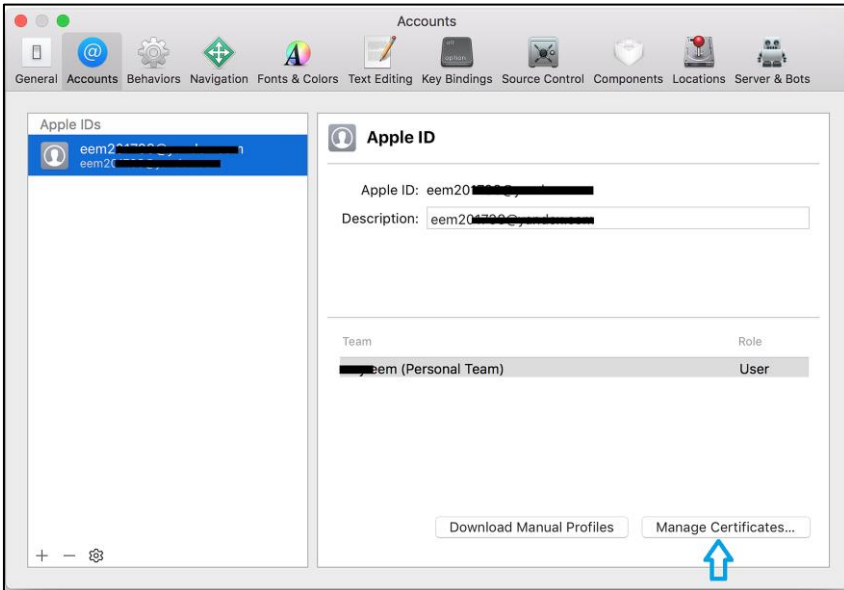 Accounts
General Accounts Behaviors Navigation Fonts & Colors Text Editing Key Bindings Source Control Components Locations Server & Bots
Apple IDs
Apple ID
Apple ID:
Description:
Team Role
(Personal Team) User
Download Manual Profiles Manage Certificates...